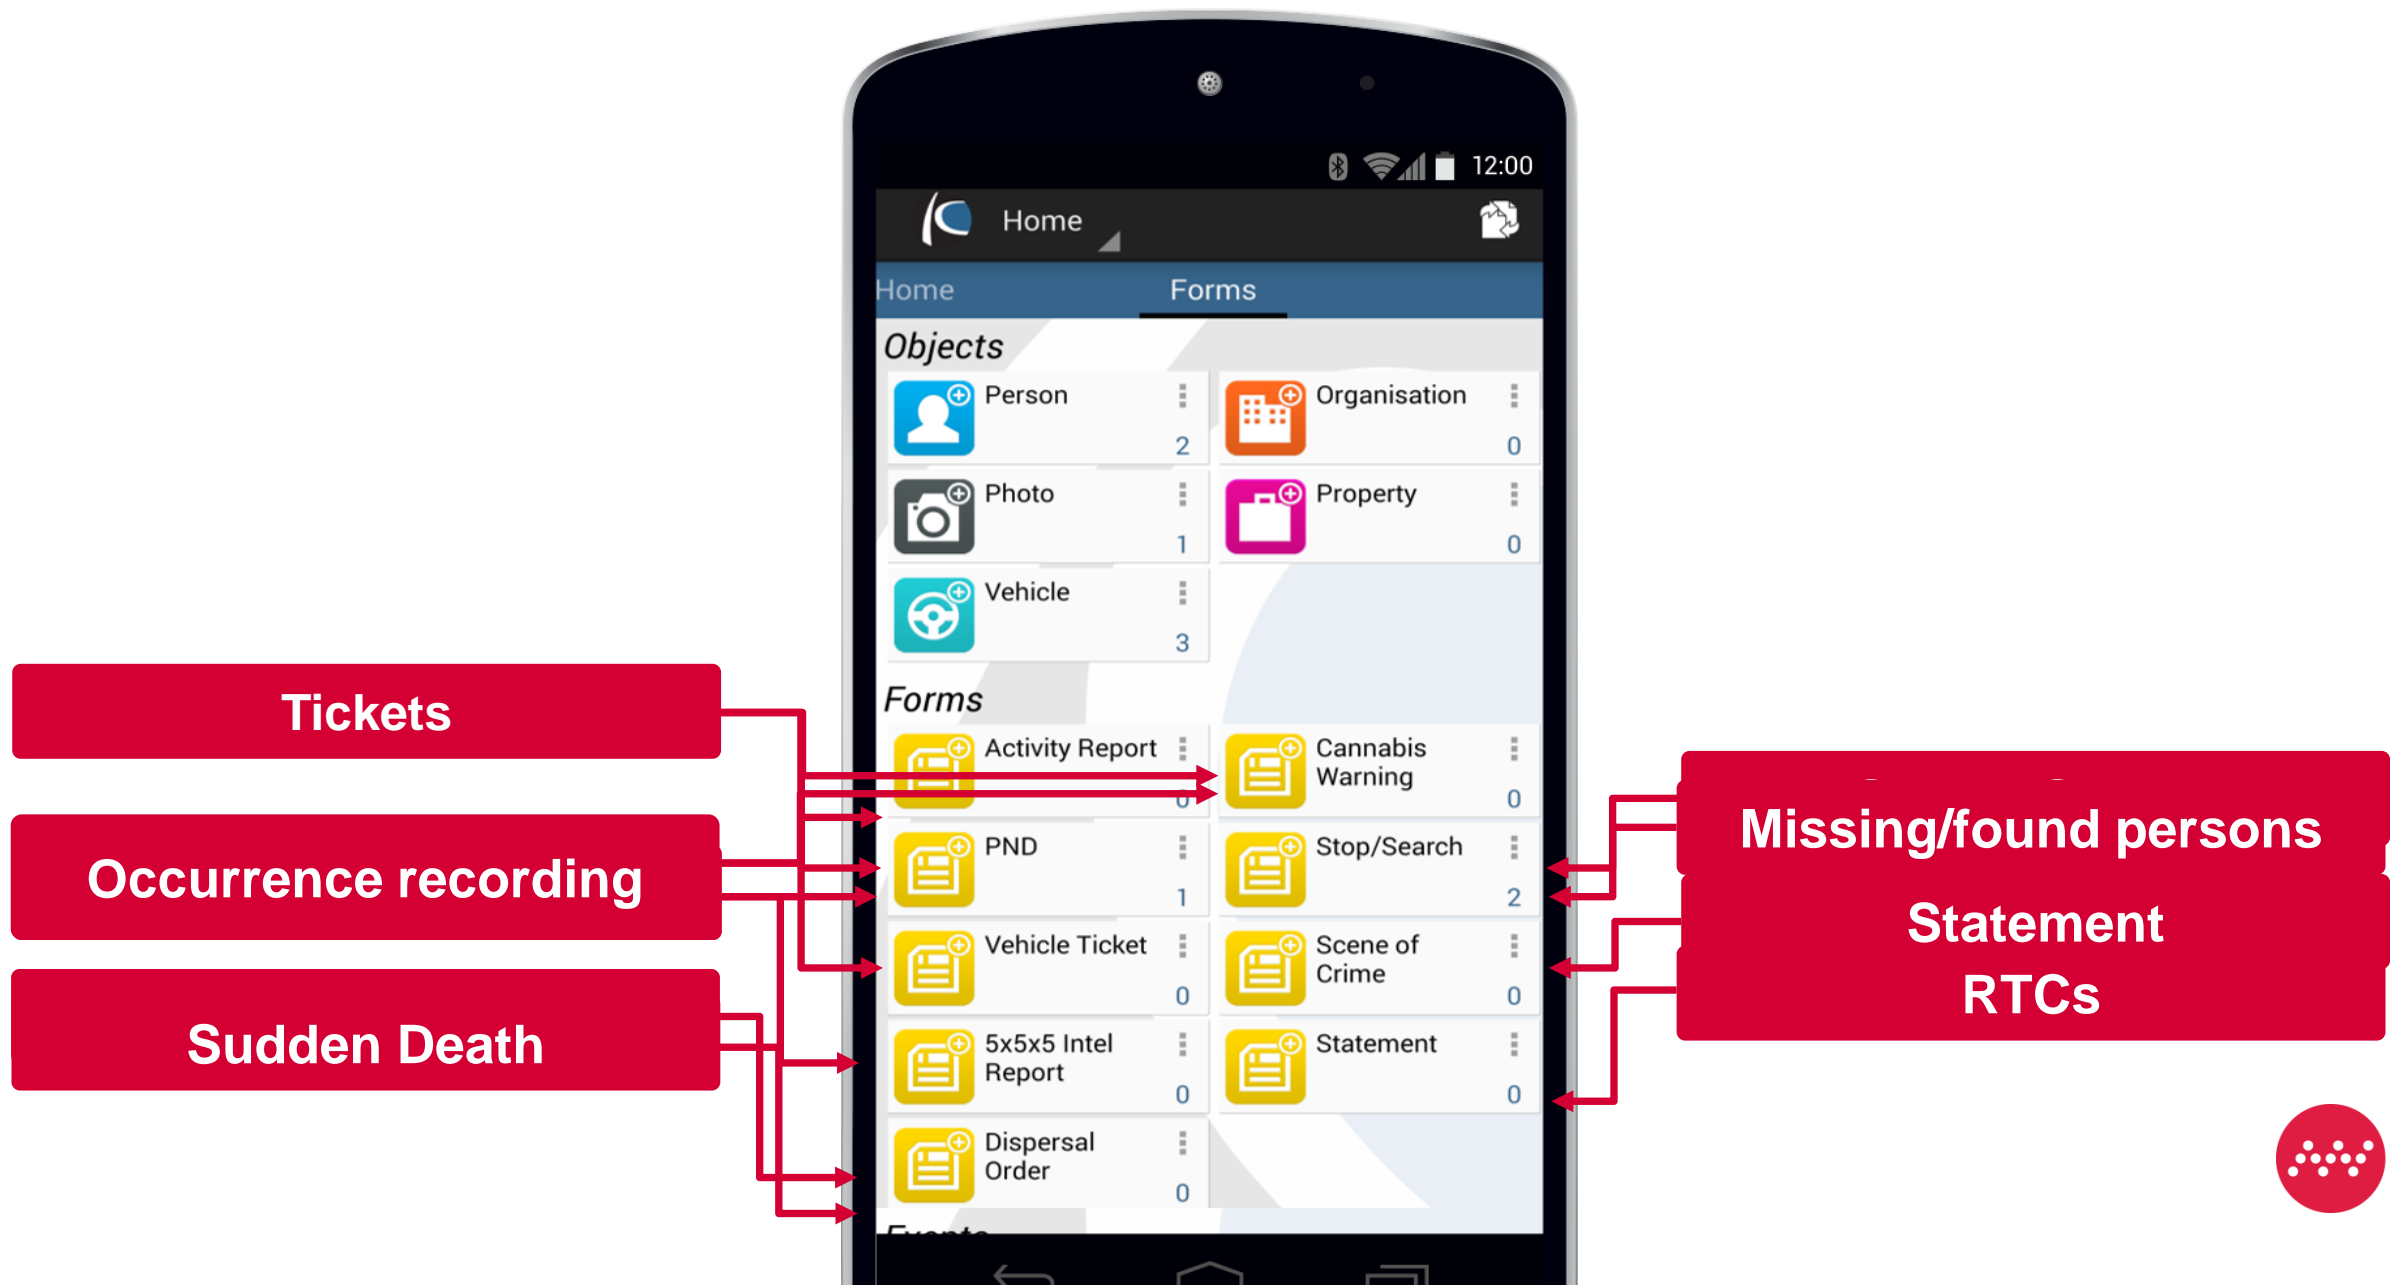 12:00
Home
Home
Forms
Objects
Person
2
Organisation
0
Photo
1
Property
0
Vehicle
3
Forms
Activity Report
0
Cannabis
Warning
0
PND
1
Stop/Search
2
Vehicle Ticket
0
Scene of
Crime
0
5x5x5 Intel
Report
0
Statement
0
Dispersal
Order
0
Events
Tickets
Occurrence recording
Sudden Death
Missing/found persons
Statement
RTCs